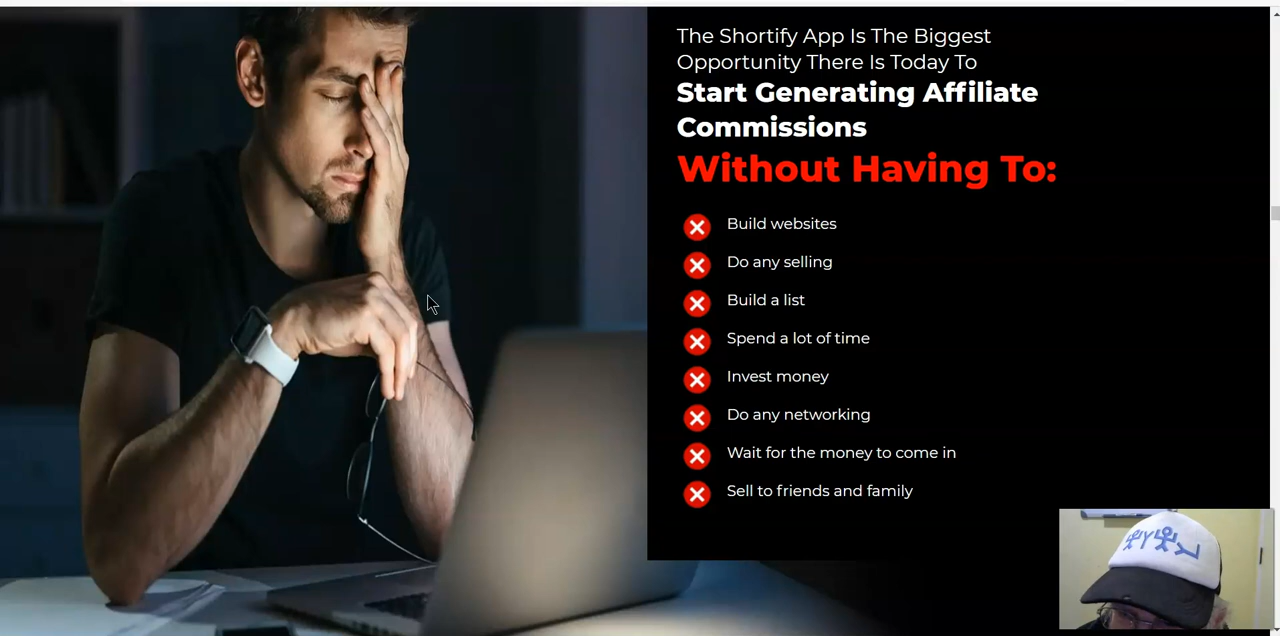 The Shortify App Is The Biggest
Opportunity There Is Today To
Start Generating Affiliate
Commissions
Without Having To:
Build websites
Do any selling
Build a list
Spend a lot of time
Invest money
Do any networking
Wait for the money to come in
Sell to friends and family